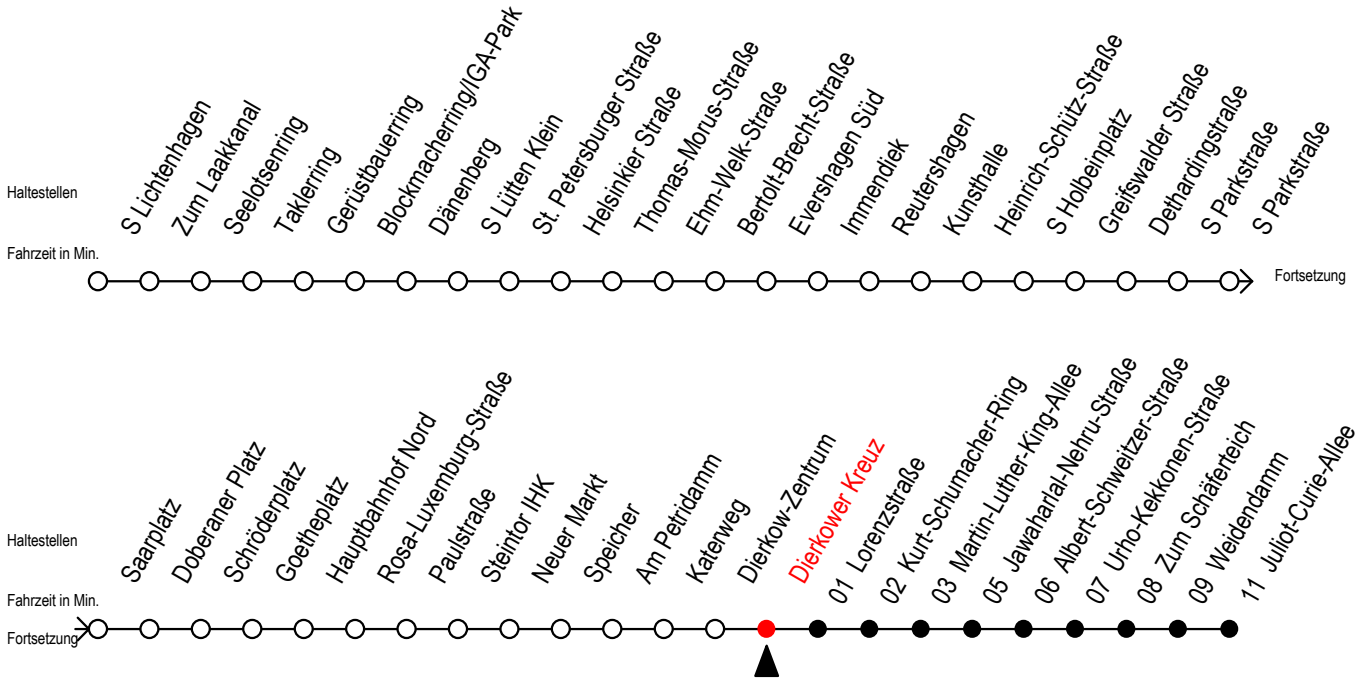 Haltestellen
S Lichtenhagen
Zum Laakkanal
Seelotsenring
Taklerring
Gerüstbauerring
Blockmacherring/IGA-Park
Dänenberg
S Lütten Klein
St. Petersburger Straße
Helsinkier Straße
Thomas-Morus-Straße
Ehm-Welk-Straße
Bertolt-Brecht-Straße
Evershagen Süd
Immendiek
Reutershagen
Kunsthalle
Heinrich-Schütz-Straße
S Holbeinplatz
Greifswalder Straße
Dethardingstraße
S Parkstraße
S Parkstraße
Fahrzeit in Min.
Fortsetzung
Haltestellen
Saarplatz
Doberaner Platz
Schröderplatz
Goetheplatz
Hauptbahnhof Nord
Rosa-Luxemburg-Straße
Paulstraße
Steintor IHK
Neuer Markt
Speicher
Am Petridamm
Katerweg
Dierkow-Zentrum
Dierkower Kreuz
01 Lorenzstraße
02 Kurt-Schumacher-Ring
03 Martin-Luther-King-Allee
05 Jawaharlal-Nehru-Straße
06 Albert-Schweitzer-Straße
07 Urho-Kekkonen-Straße
08 Zum Schäferteich
09 Weidendamm
11 Juliot-Curie-Allee
Fahrzeit in Min.
Fortsetzung